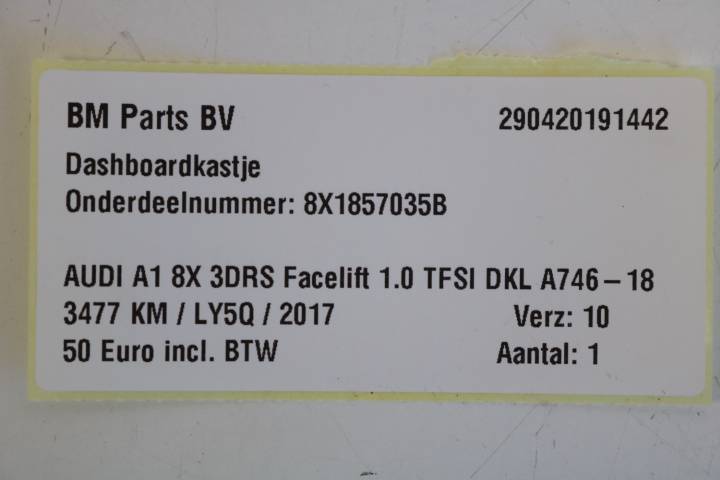 BM Parts BV 290420191442
Dashboardkastje
Onderdeelnummer: 8X1857035B
AUDI A1 8X 3DRS Facelift 1.0 TFSI DKL A746-18
3477 KM / LY5Q / 2017 Verz: 10
50 Euro incl. BTW Aantal: 1